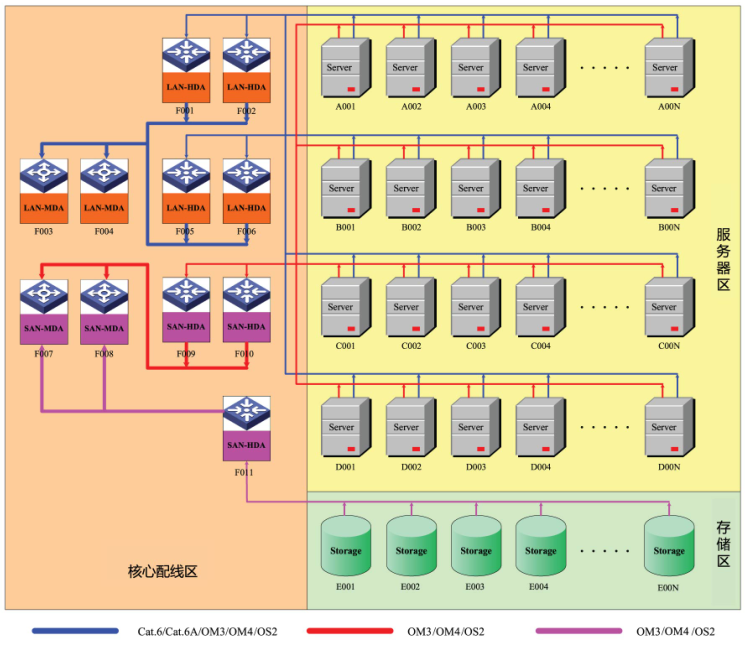 Server Server Server Server Server
LAN-HDA LAN-HDA
F001 F002
A001 A002 A003 A004 A00N
LAN-MDA LAN-MDA LAN-HDA LAN-HDA
F003 F004 F005 F006
Server Server Server Server Server
B001 B002 B003 B004 B00N
服务器区
SAN-MDA SAN-MDA SAN-HDA SAN-HDA
F007 F008 F009 F010
Server Server Server Server Server
C001 C002 C003 C004 C00N
SAN-HDA
F011
Server Server Server Server Server
D001 D002 D003 D004 D00N
核心配线区
Storage Storage Storage Storage Storage
E001 E002 E003 E004 E00N
存储区
Cat.6/Cat.6A/OM3/OM4/OS2 OM3/OM4/OS2 OM3/OM4 /OS2